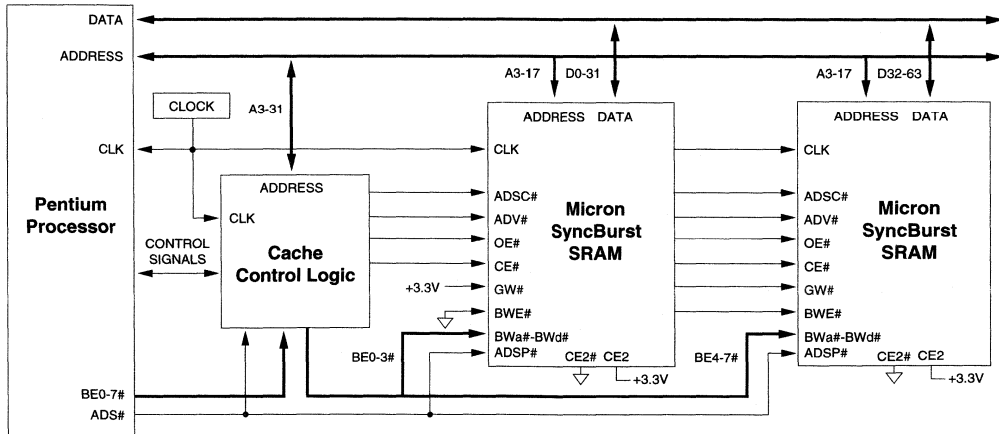 DATA
ADDRESS
A3-17 D0-31
A3-17 D32-63
CLOCK
A3-31
ADDRESS DATA
ADDRESS DATA
CLK
CLK
CLK
Pentium
Processor
ADDRESS
CLK
Cache
Control Logic
CONTROL
SIGNALS
ADSC#
ADV#
OE#
CE#
GW#
BWE#
BWa#-BWd#
ADSP#
Micron
SyncBurst
SRAM
CE2# CE2
+3.3V
+3.3V
BE0-3#
ADSC#
ADV#
OE#
CE#
GW#
BWE#
BWa#-BWd#
ADSP#
Micron
SyncBurst
SRAM
CE2# CE2
+3.3V
BE4-7#
BE0-7#
ADS#